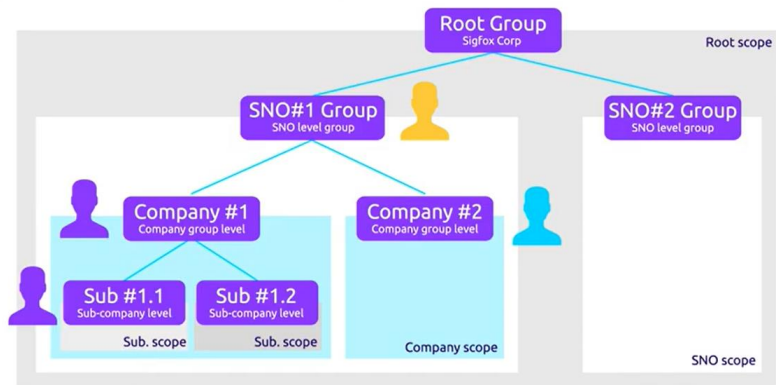 Root Group
Sigfox Corp
Root scope
SNO#1 Group
SNO level group
SNO#2 Group
SNO level group
Company #1
Company group level
Company #2
Company group level
Sub #1.1
Sub-company level
Sub #1.2
Sub-company level
Sub. scope
Sub. scope
Company scope
SNO scope